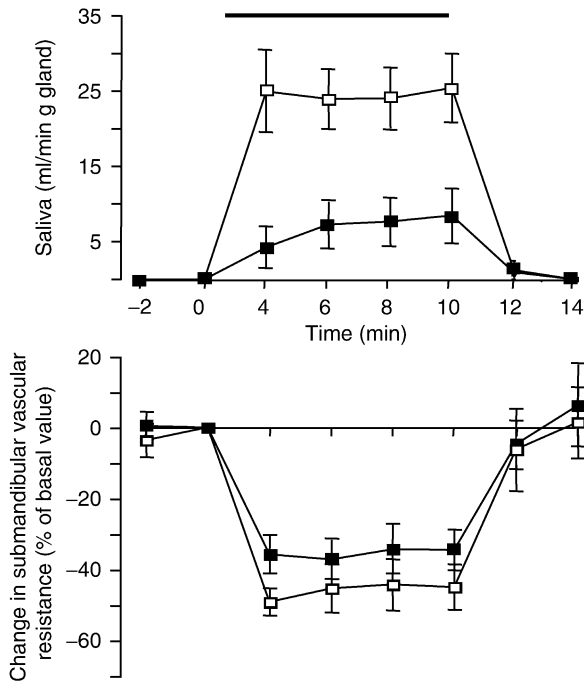 35
25
15
5
Saliva (ml/min g gland)
−2 0 4 6 8 10 12 14
Time (min)
20
0
−20
−40
−60
Change in submandibular vascular
resistance (% of basal value)